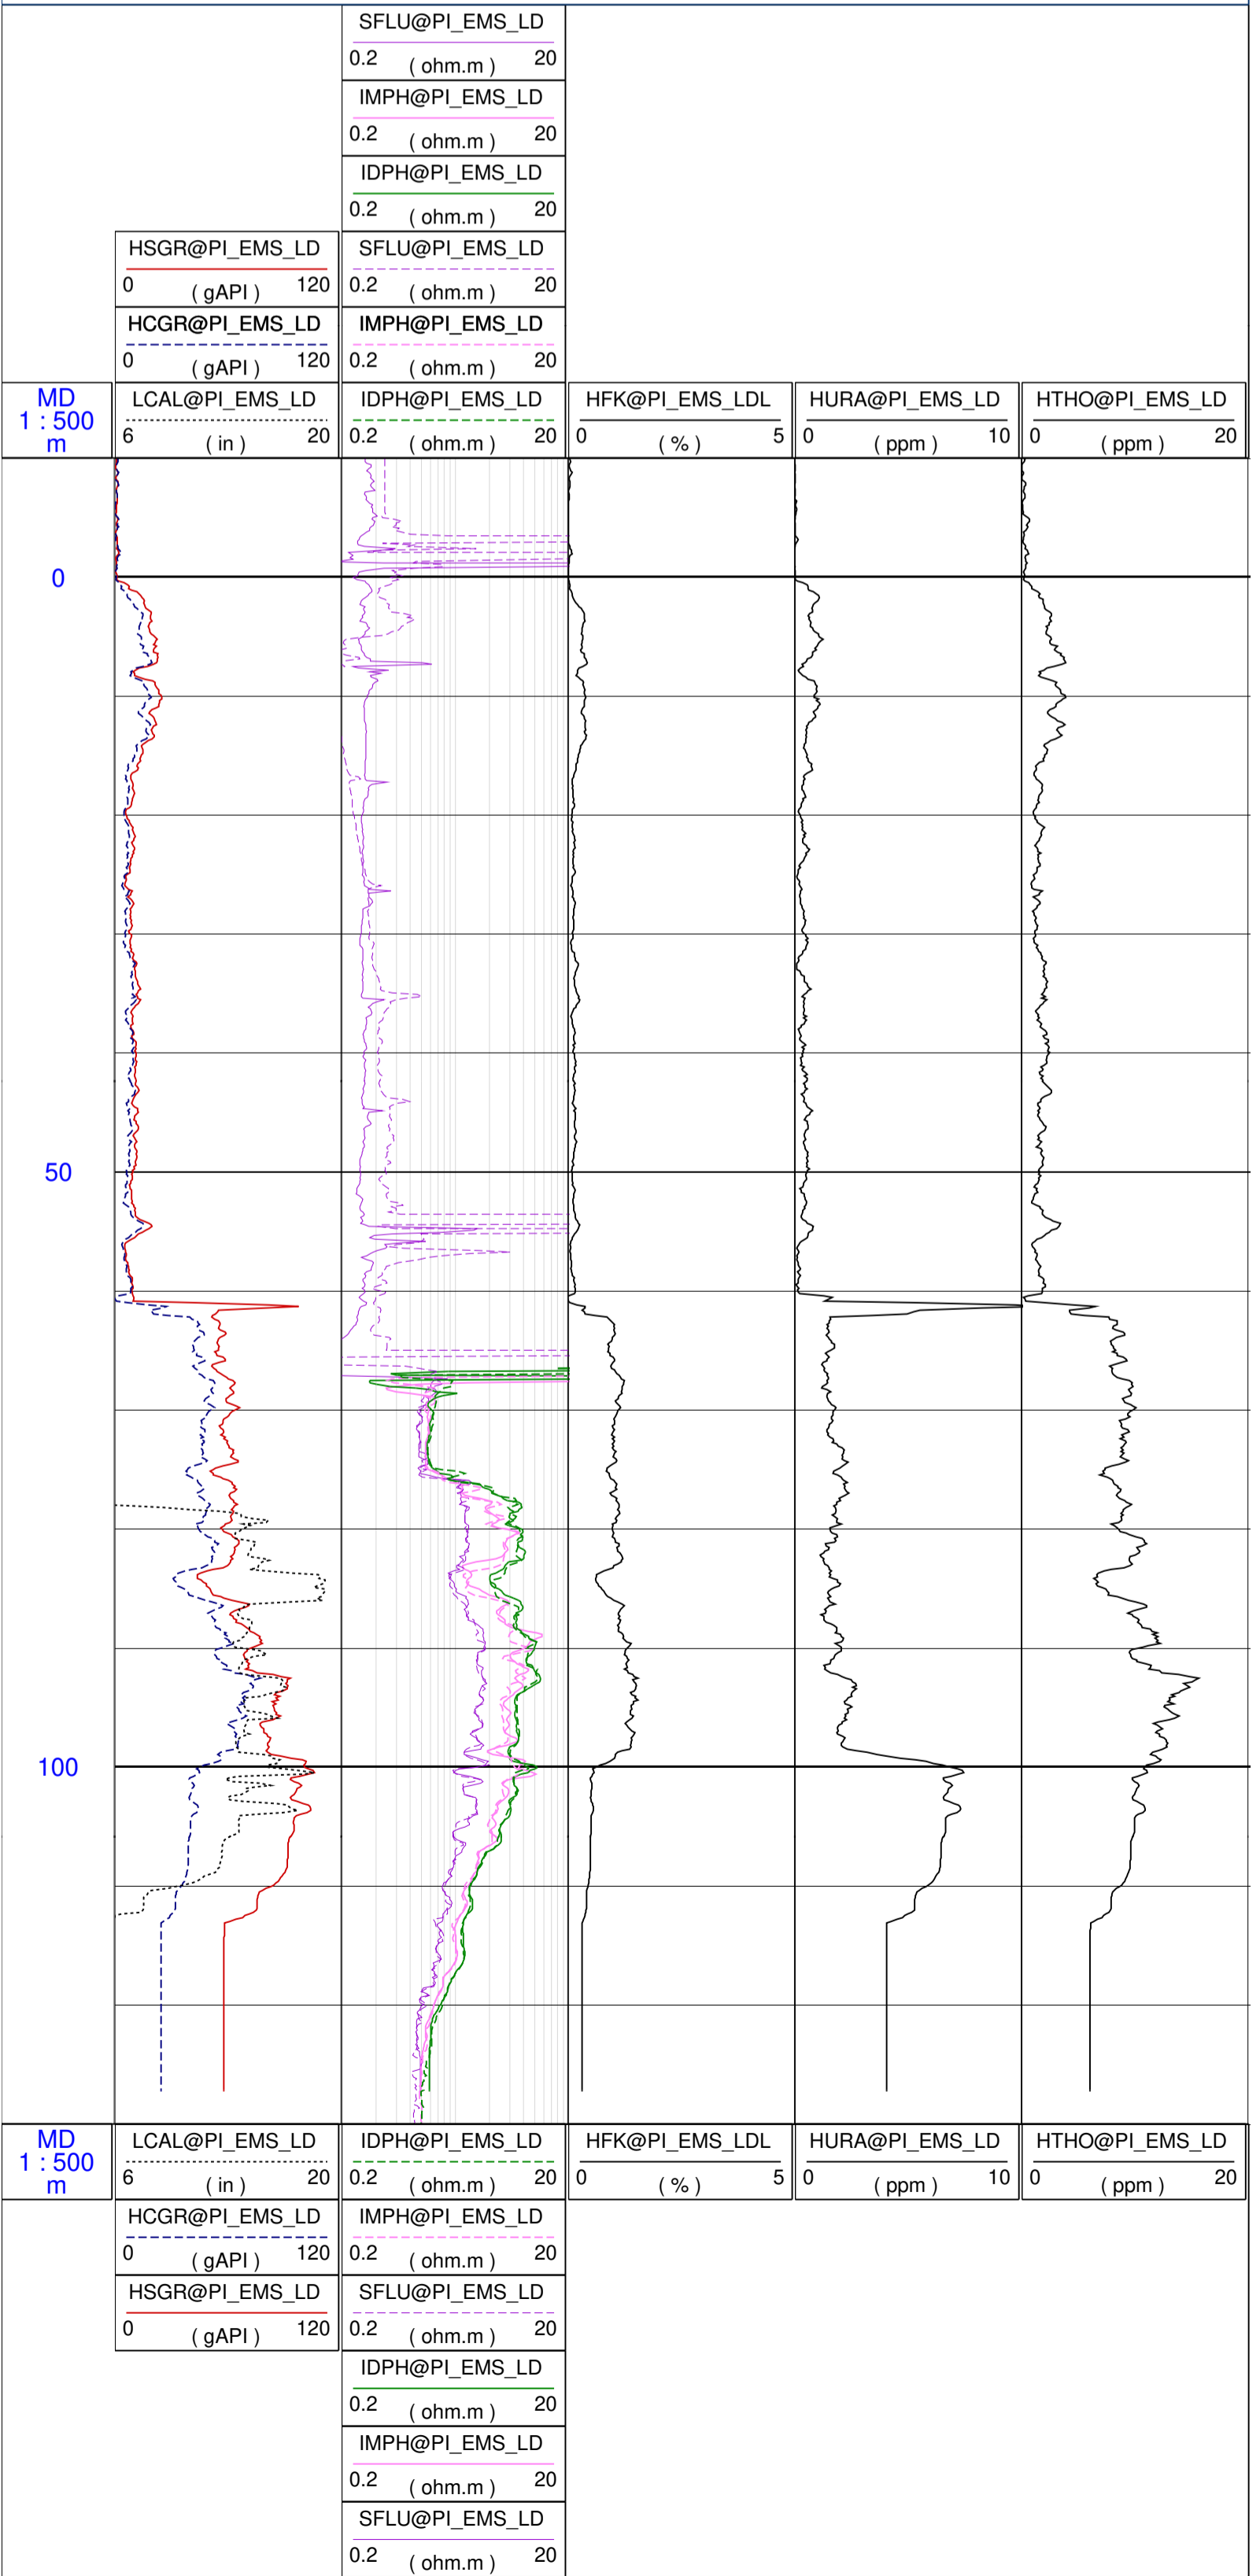 SFLU@PI_EMS_LD
0.2 ( ohm.m ) 20
IMPH@PI_EMS_LD
0.2 ( ohm.m ) 20
IDPH@PI_EMS_LD
0.2 ( ohm.m ) 20
HSGR@PI_EMS_LD SFLU@PI_EMS_LD
0 ( gAPI ) 120 0.2 ( ohm.m ) 20
HCGR@PI_EMS_LD IMPH@PI_EMS_LD
0 ( gAPI ) 120 0.2 ( ohm.m ) 20
MD LCAL@PI_EMS_LD IDPH@PI_EMS_LD HFK@PI_EMS_LDL HURA@PI_EMS_LD HTHO@PI_EMS_LD
1 : 500
m 6 ( in ) 20 0.2 ( ohm.m ) 20 0 ( % ) 5 0 ( ppm ) 10 0 ( ppm ) 20
0
50
100
MD LCAL@PI_EMS_LD IDPH@PI_EMS_LD HFK@PI_EMS_LDL HURA@PI_EMS_LD HTHO@PI_EMS_LD
1 : 500
m 6 ( in ) 20 0.2 ( ohm.m ) 20 0 ( % ) 5 0 ( ppm ) 10 0 ( ppm ) 20
HCGR@PI_EMS_LD IMPH@PI_EMS_LD
0 ( gAPI ) 120 0.2 ( ohm.m ) 20
HSGR@PI_EMS_LD SFLU@PI_EMS_LD
0 ( gAPI ) 120 0.2 ( ohm.m ) 20
IDPH@PI_EMS_LD
0.2 ( ohm.m ) 20
IMPH@PI_EMS_LD
0.2 ( ohm.m ) 20
SFLU@PI_EMS_LD
0.2 ( ohm.m ) 20